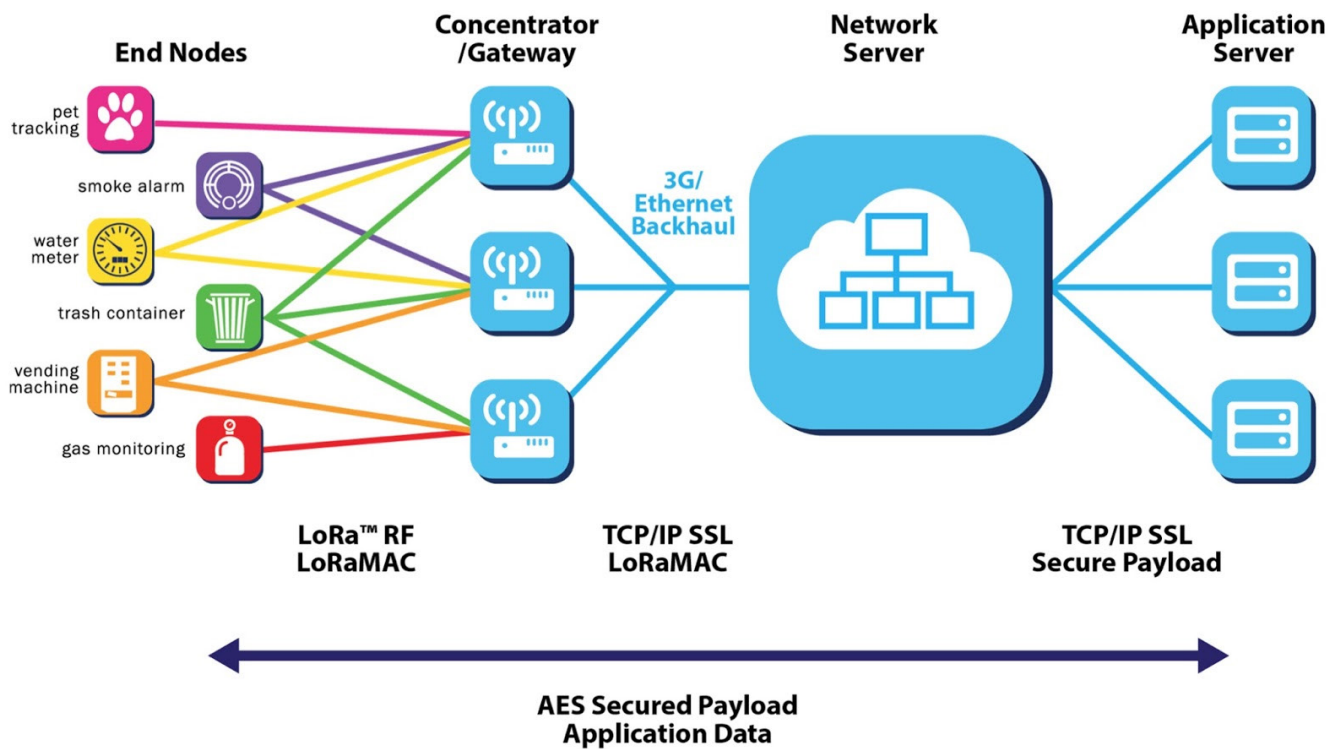 End Nodes
Concentrator
/Gateway
Network
Server
Application
Server
pet
tracking
smoke alarm
water
meter
trash container
vending
machine
gas monitoring
3G/
Ethernet
Backhaul
LoRa™ RF
LoRaMAC
TCP/IP SSL
LoRaMAC
TCP/IP SSL
Secure Payload
AES Secured Payload
Application Data